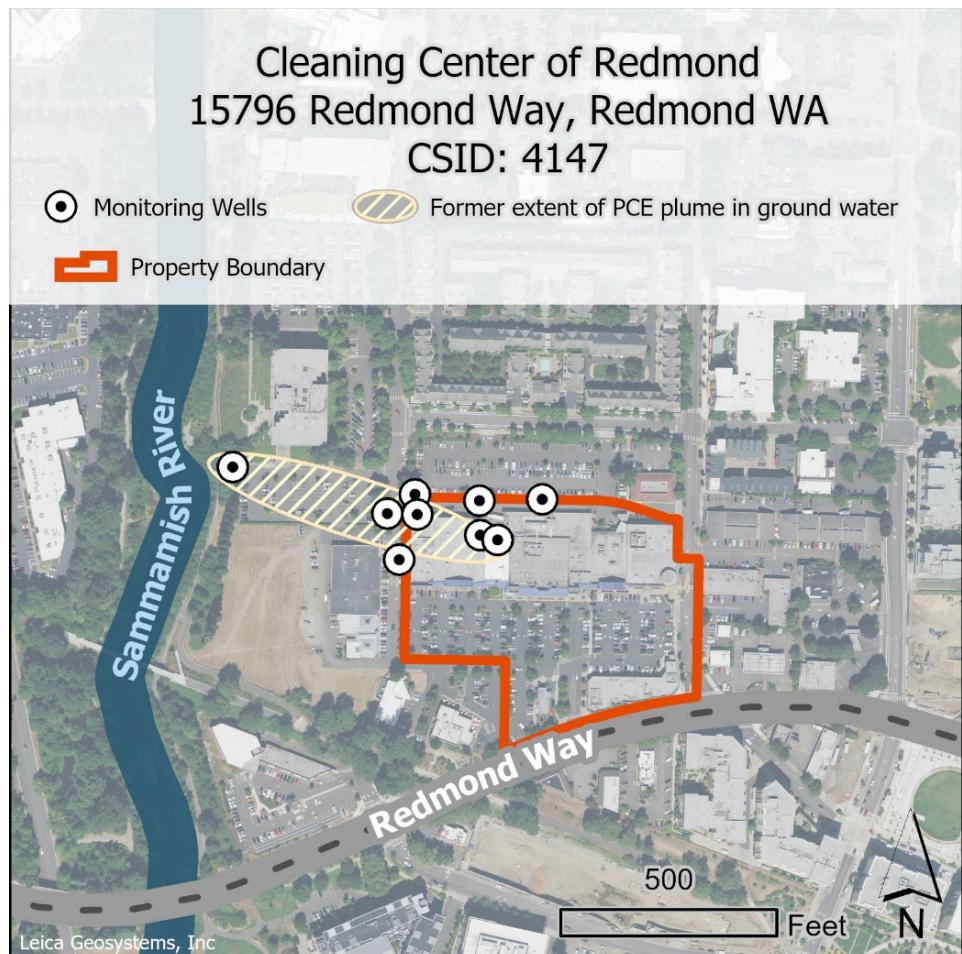 Cleaning Center of Redmond
15796 Redmond Way, Redmond WA
CSID: 4147
Monitoring Wells
Former extent of PCE plume in ground water
Property Boundary
Sammamish River
Redmond Way
500
Feet
N
Leica Geosystems, Inc